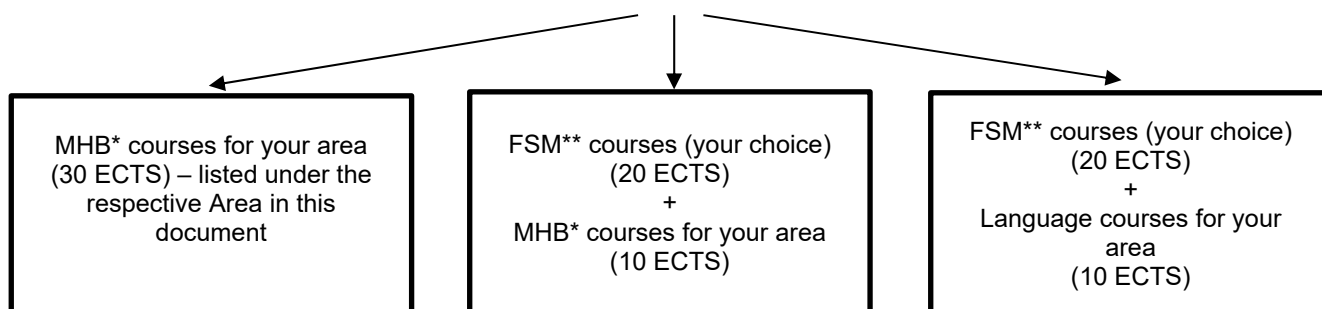 MHB* courses for your area
(30 ECTS) – listed under the
respective Area in this
document
FSM** courses (your choice)
(20 ECTS)
+
MHB* courses for your area
(10 ECTS)
FSM** courses (your choice)
(20 ECTS)
+
Language courses for your
area
(10 ECTS)